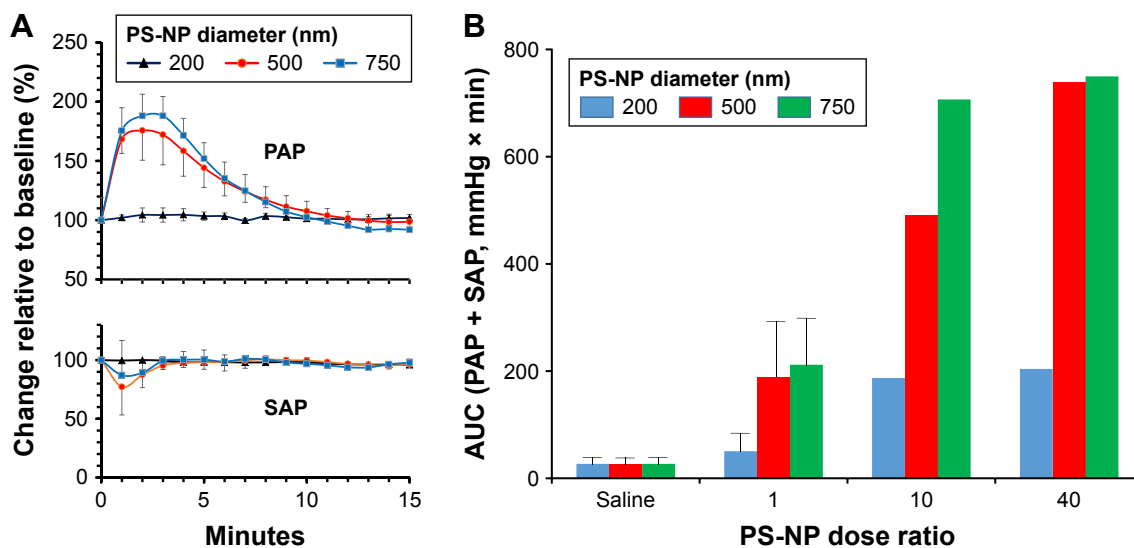 A
PS-NP diameter (nm)
200 500 750
Change relative to baseline (%)
250
200
150
100
50
PAP
150
100
50
0
SAP
0 5 10 15
Minutes
B
PS-NP diameter (nm)
200 500 750
AUC (PAP + SAP, mmHg × min)
800
600
400
200
0
Saline 1 10 40
PS-NP dose ratio